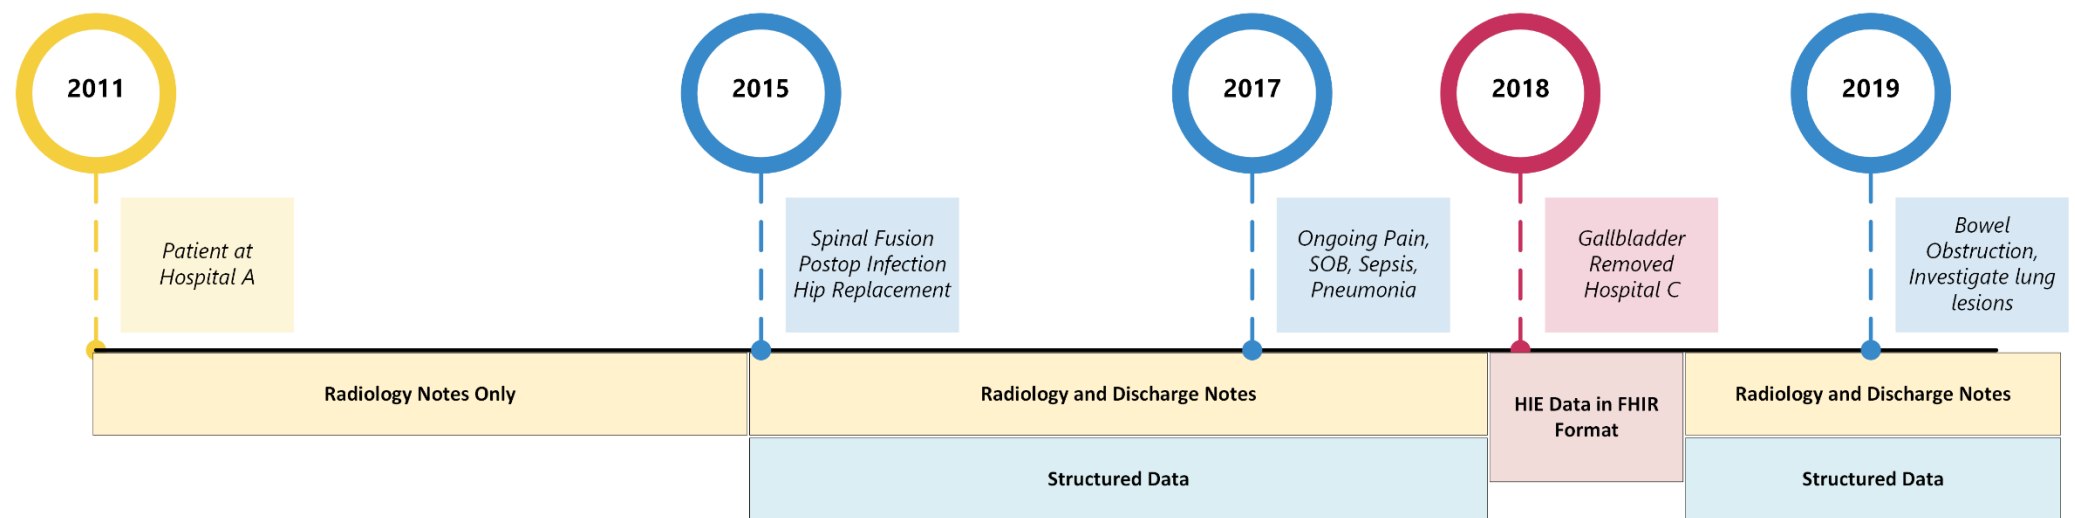 2011
2015
2017
2018
2019
Patient at
Hospital A
Spinal Fusion
Postop Infection
Hip Replacement
Ongoing Pain,
SOB, Sepsis,
Pneumonia
Gallbladder
Removed
Hospital C
Bowel
Obstruction,
Investigate lung
lesions
Radiology Notes Only
Radiology and Discharge Notes
HIE Data in FHIR
Format
Radiology and Discharge Notes
Structured Data
Structured Data